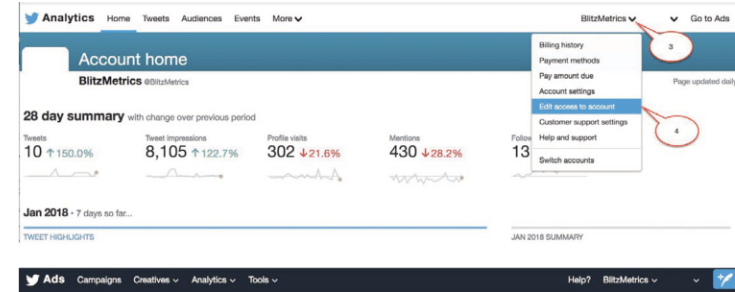 Analytics Home Tweets Audiences Events More BlitzMetrics Go to Ads
Account home
BlitzMetrics @BlitzMetrics
Page updated daily
Billing history
Payment methods
Pay amount due
Account settings
Edit access to account
Customer support settings
Help and support
Switch accounts
3
4
28 day summary with change over previous period
Tweets
10 ↑150.0%
Tweet impressions
8,105 ↑122.7%
Profile visits
302 ↓21.6%
Mentions
430 ↓28.2%
Follow
13
Jan 2018 • 7 days so far...
TWEET HIGHLIGHTS
JAN 2018 SUMMARY
Ads Campaigns Creatives Analytics Tools Help? BlitzMetrics